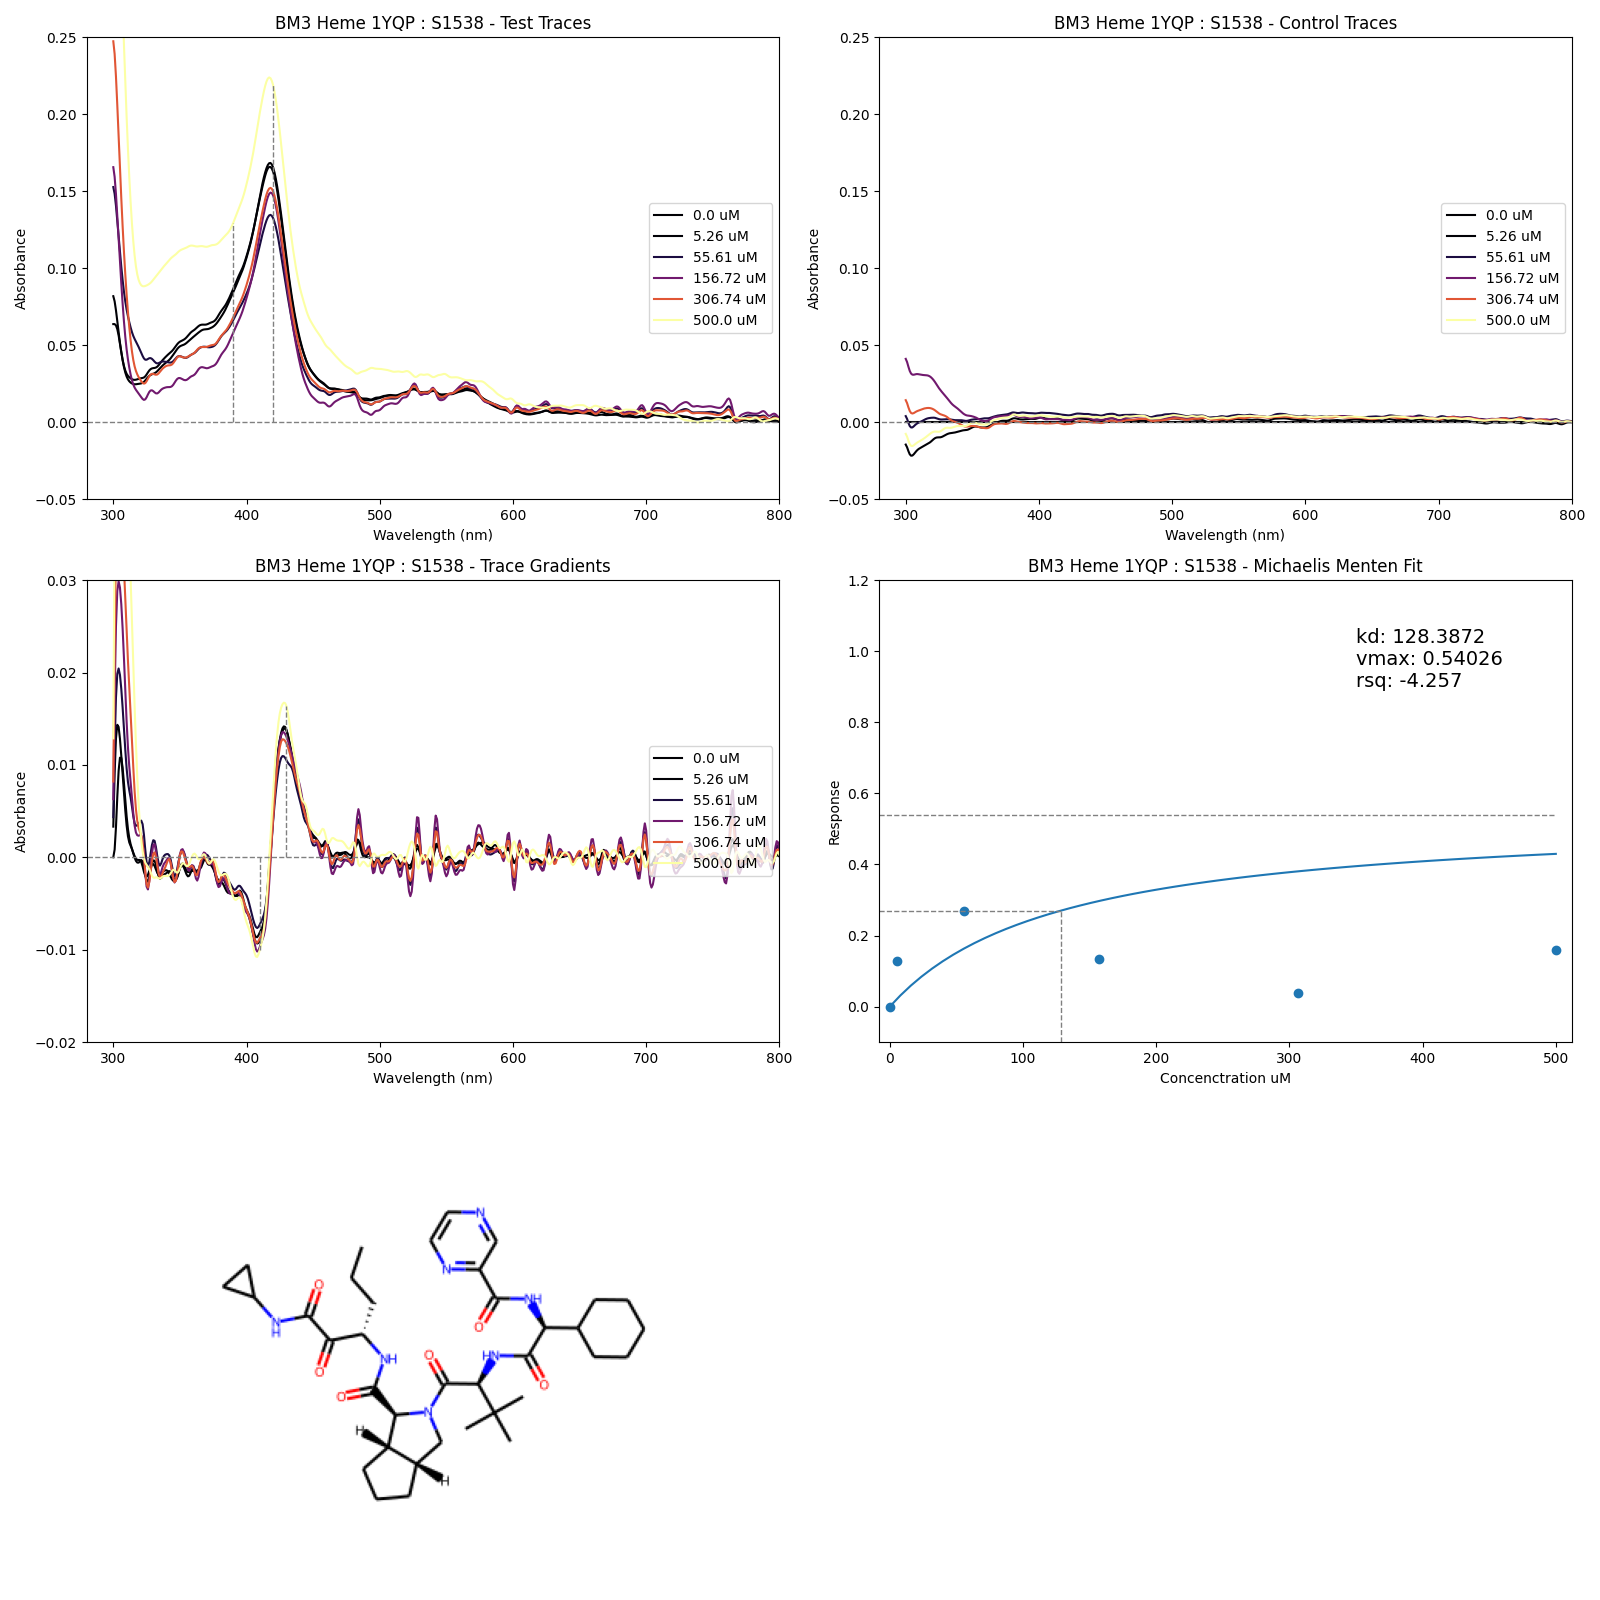 BM3 Heme 1YQP : S1538 - Test Traces
0.25
0.20
0.15
0.10
0.05
0.00
−0.05
Absorbance
300
400
500
600
700
800
Wavelength (nm)
0.0 uM
5.26 uM
55.61 uM
156.72 uM
306.74 uM
500.0 uM
BM3 Heme 1YQP : S1538 - Control Traces
0.25
0.20
0.15
0.10
0.05
0.00
−0.05
Absorbance
300
400
500
600
700
800
Wavelength (nm)
0.0 uM
5.26 uM
55.61 uM
156.72 uM
306.74 uM
500.0 uM
BM3 Heme 1YQP : S1538 - Trace Gradients
0.03
0.02
0.01
0.00
−0.01
−0.02
Absorbance
300
400
500
600
700
800
Wavelength (nm)
0.0 uM
5.26 uM
55.61 uM
156.72 uM
306.74 uM
500.0 uM
BM3 Heme 1YQP : S1538 - Michaelis Menten Fit
1.2
1.0
0.8
0.6
0.4
0.2
0.0
Response
kd: 128.3872
vmax: 0.54026
rsq: -4.257
0
100
200
300
400
500
Concenctration uM
N
N
O
NH
O
N
H
O
NH
O
O
HN
O
N
H
H